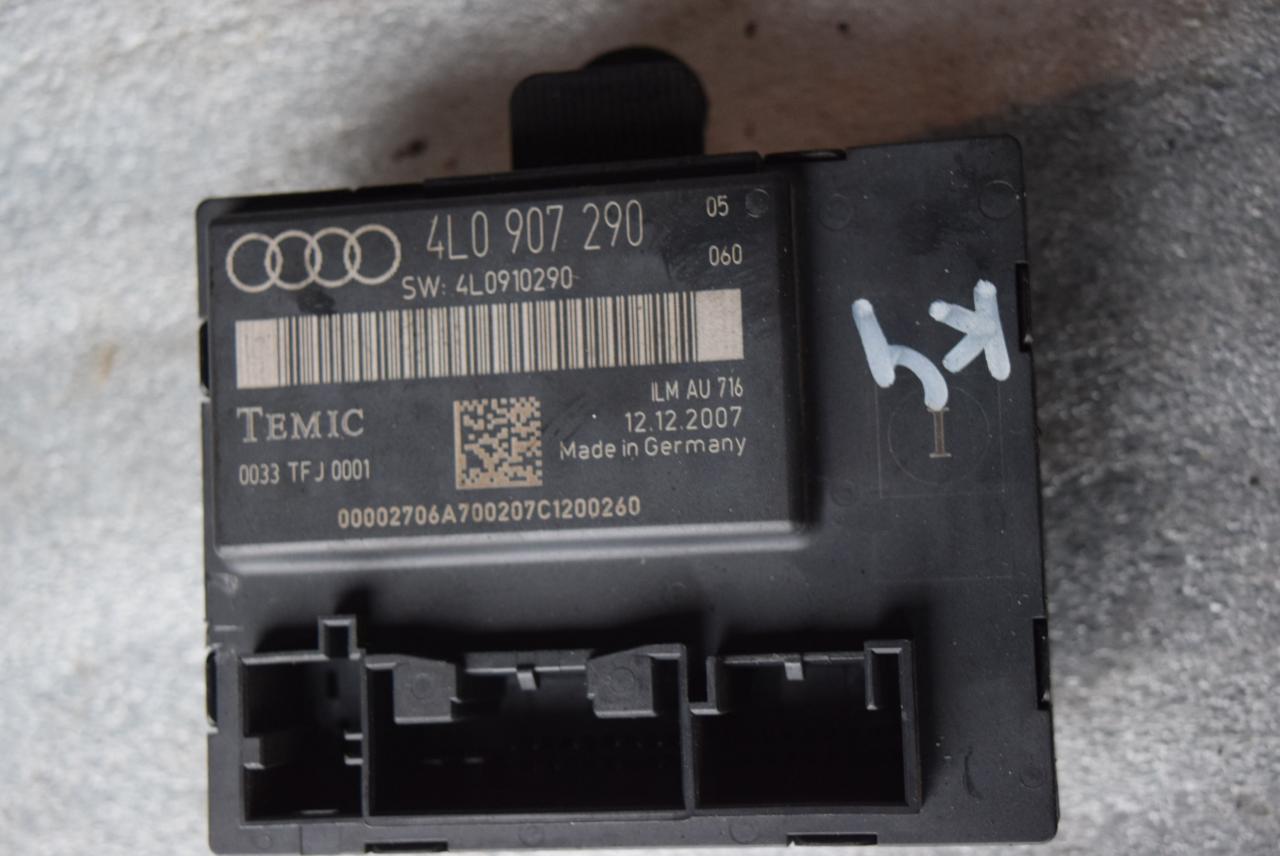 4L0 907 290 05
SW: 4L0910290 060
ILM AU 716
TEMIC 12.12.2007
0033 TFJ 0001 Made in Germany
00002706A700207C1200260